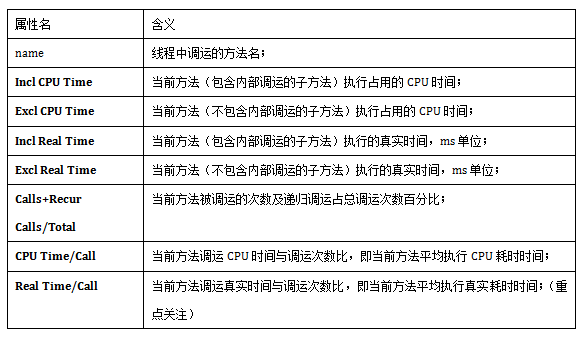 属性名 含义
name 线程中调运的方法名；
Incl CPU Time 当前方法（包含内部调运的子方法）执行占用的 CPU 时间；
Excl CPU Time 当前方法（不包含内部调运的子方法）执行占用的 CPU 时间；
Incl Real Time 当前方法（包含内部调运的子方法）执行的真实时间，ms 单位；
Excl Real Time 当前方法（不包含内部调运的子方法）执行的真实时间，ms 单位；
Calls+Recur 当前方法被调运的次数及递归调运占总调运次数百分比；
Calls/Total
CPU Time/Call 当前方法调运 CPU 时间与调运次数比，即当前方法平均执行 CPU 耗时时间；
Real Time/Call 当前方法调运真实时间与调运次数比，即当前方法平均执行真实耗时时间；（重
点关注）